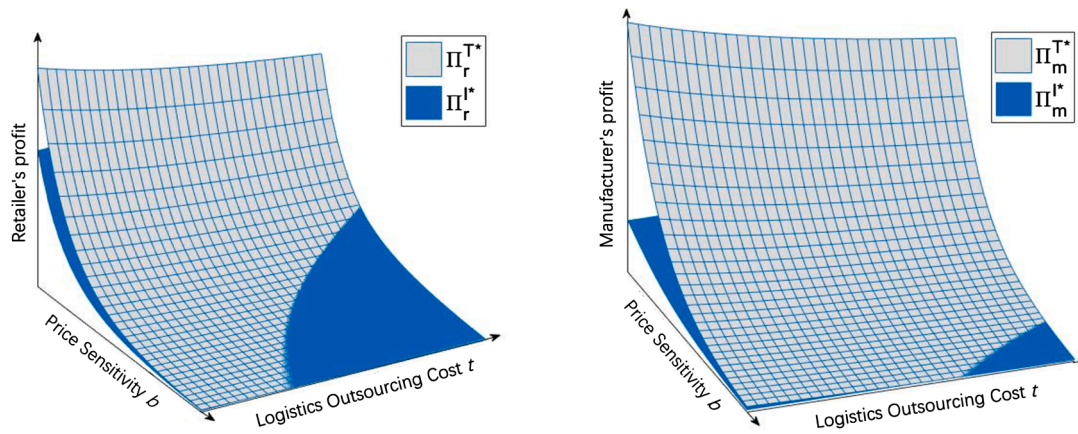 Retailer's profit
Price Sensitivity b
Logistics Outsourcing Cost t
Π_r^T*
Π_r^I*
Manufacturer's profit
Price Sensitivity b
Logistics Outsourcing Cost t
Π_m^T*
Π_m^I*